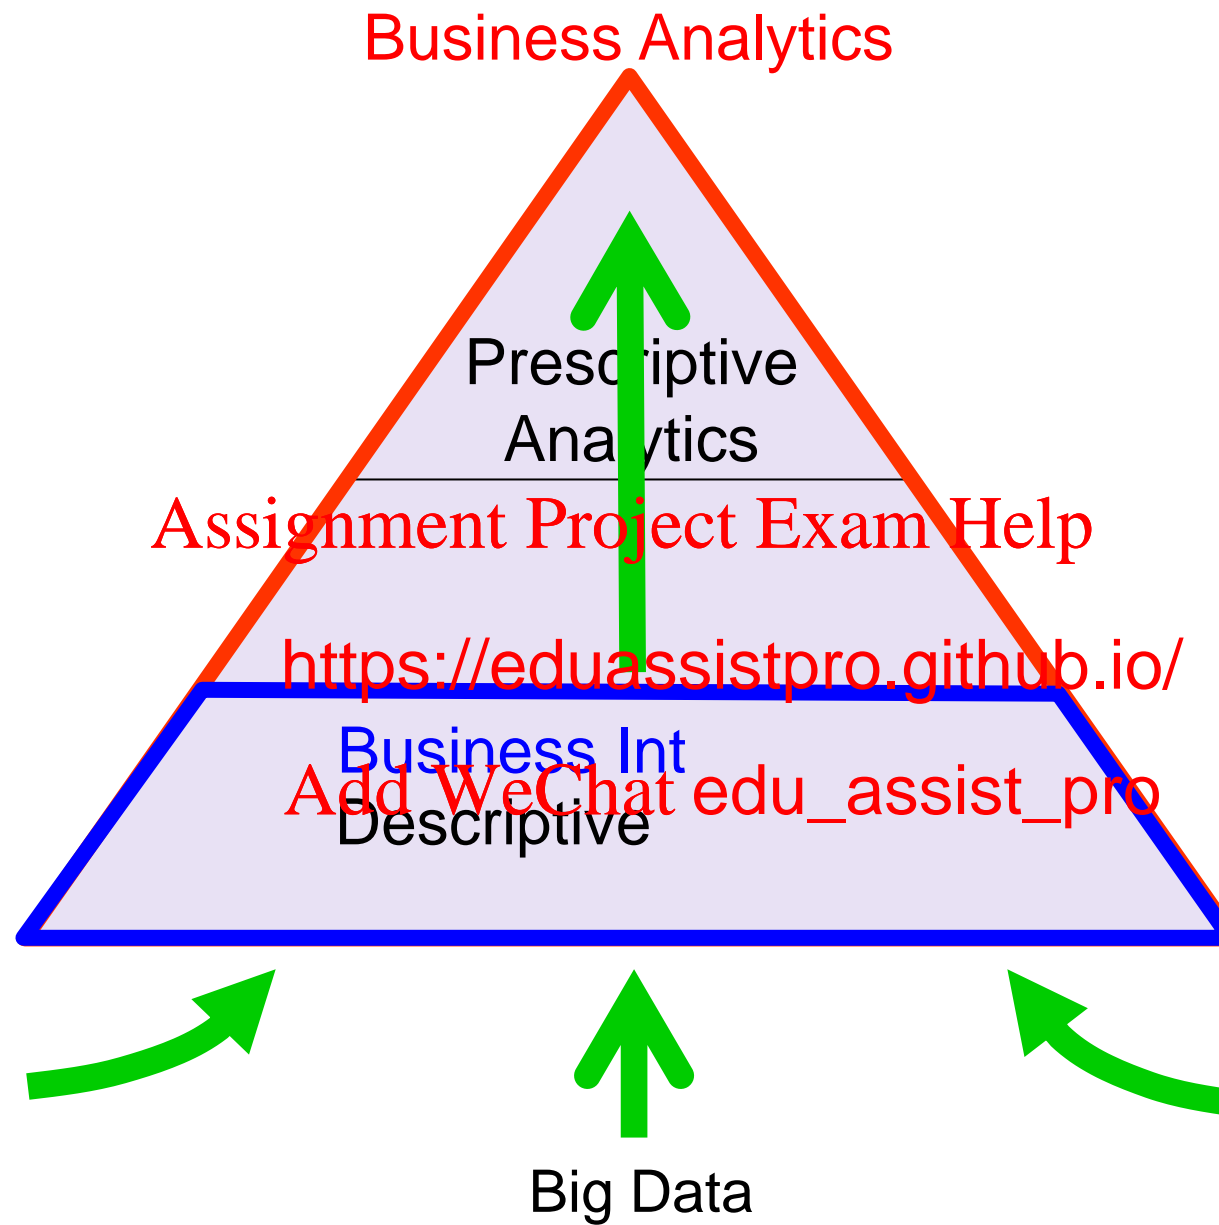 Business Analytics
Prescriptive
Analytics
Assignment Project Exam Help
https://eduassistpro.github.io/
Business Int
Add WeChat edu_assist_pro
Descriptive
Big Data